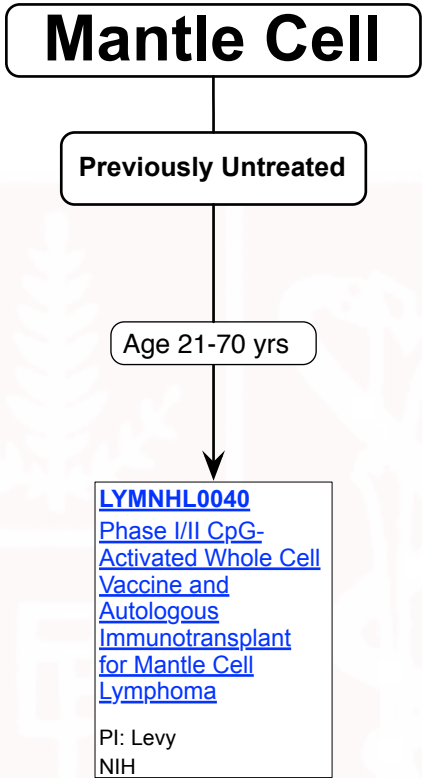 Mantle Cell
Previously Untreated
Age 21-70 yrs
LYMNHL0040
Phase I/II CpG-
Activated Whole Cell
Vaccine and
Autologous
Immunotransplant
for Mantle Cell
Lymphoma
PI: Levy
NIH